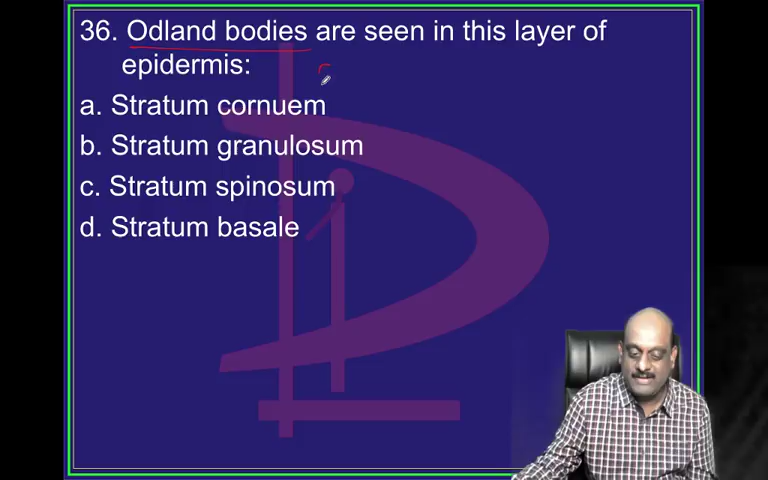 36. Odland bodies are seen in this layer of
epidermis:
a. Stratum cornuem
b. Stratum granulosum
c. Stratum spinosum
d. Stratum basale